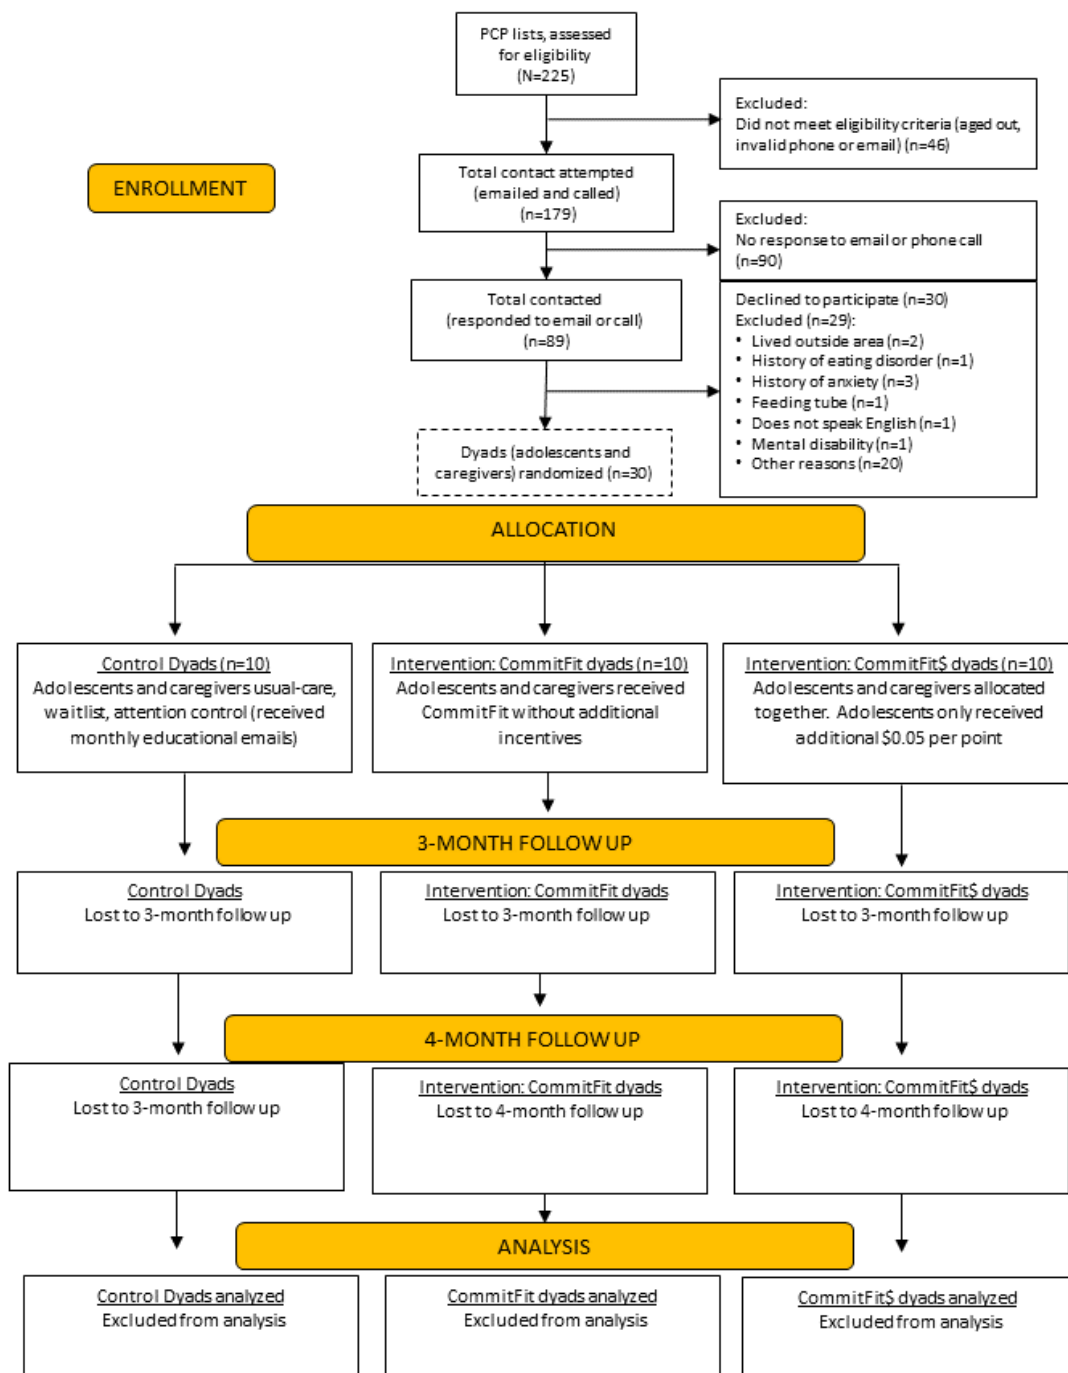 PCP lists, assessed
for eligibility
(N=225)
Excluded:
Did not meet eligibility criteria (aged out,
invalid phone or email) (n=46)
ENROLLMENT
Total contact attempted
(emailed and called)
(n=179)
Excluded:
No response to email or phone call
(n=90)
Total contacted
(responded to email or call)
(n=89)
Declined to participate (n=30)
Excluded (n=29):
• Lived outside area (n=2)
• History of eating disorder (n=1)
• History of anxiety (n=3)
• Feeding tube (n=1)
• Does not speak English (n=1)
• Mental disability (n=1)
• Other reasons (n=20)
Dyads (adolescents and
caregivers) randomized (n=30)
ALLOCATION
Control Dyads (n=10)
Adolescents and caregivers usual-care,
waitlist, attention control (received
monthly educational emails)
Intervention: CommitFit dyads (n=10)
Adolescents and caregivers received
CommitFit without additional
incentives
Intervention: CommitFit$ dyads (n=10)
Adolescents and caregivers allocated
together. Adolescents only received
additional $0.05 per point
3-MONTH FOLLOW UP
Control Dyads
Lost to 3-month follow up
Intervention: CommitFit dyads
Lost to 3-month follow up
Intervention: CommitFit$ dyads
Lost to 3-month follow up
4-MONTH FOLLOW UP
Control Dyads
Lost to 3-month follow up
Intervention: CommitFit dyads
Lost to 4-month follow up
Intervention: CommitFit$ dyads
Lost to 4-month follow up
ANALYSIS
Control Dyads analyzed
Excluded from analysis
CommitFit dyads analyzed
Excluded from analysis
CommitFit$ dyads analyzed
Excluded from analysis